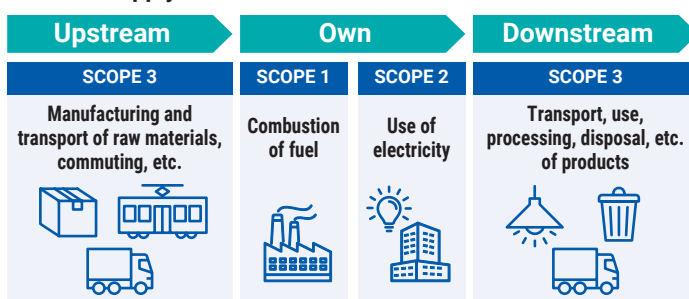 Upstream
Own
Downstream
SCOPE 3
SCOPE 1
SCOPE 2
SCOPE 3
Manufacturing and
transport of raw materials,
commuting, etc.
Combustion
of fuel
Use of
electricity
Transport, use,
processing, disposal, etc.
of products